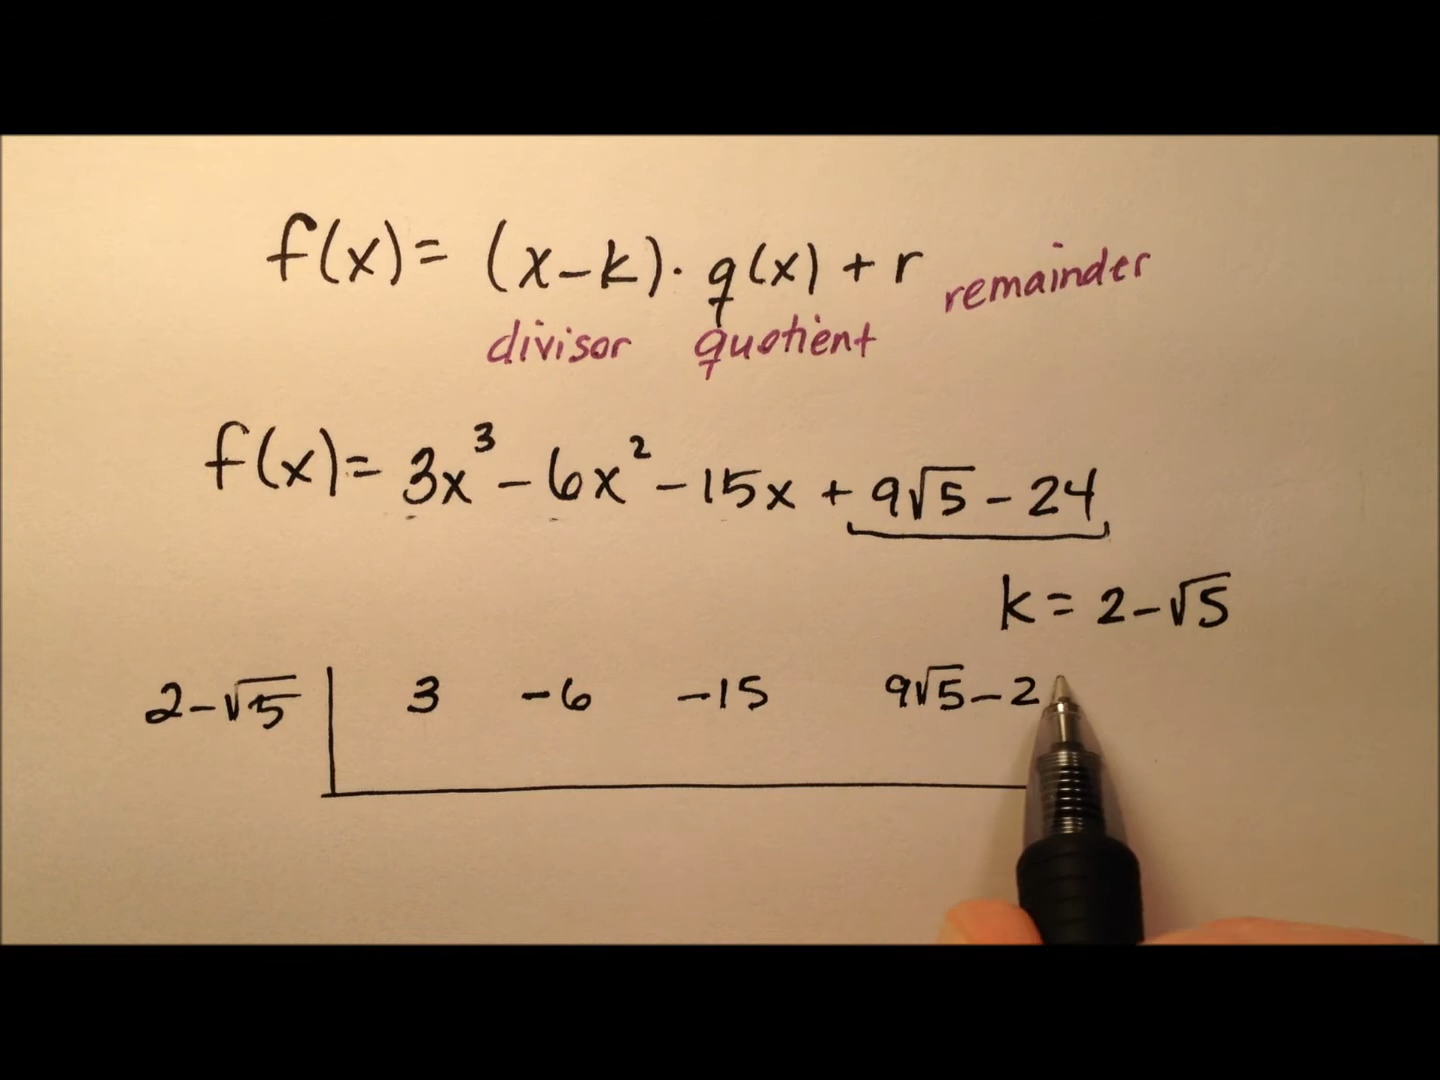 f(x) = (x-k) · q(x) + r remainder
divisor quotient
f(x) = 3x³ - 6x² - 15x + 9√5 - 24
k = 2-√5
2-√5 | 3 -6 -15 9√5 - 2